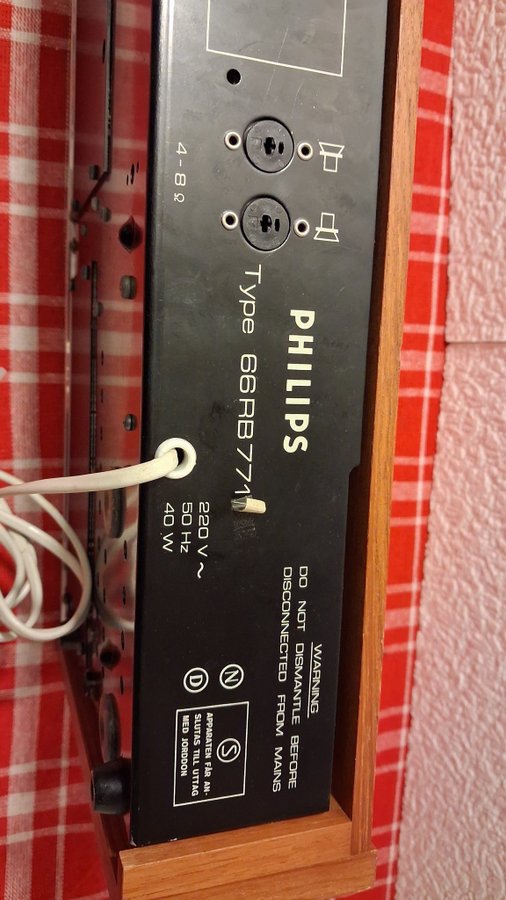 4-8Ω
PHILIPS
Type 66RB771
220 V ~
50 Hz
40 W
WARNING
DO NOT DISMANTLE BEFORE
DISCONNECTED FROM MAINS
N
D
S
APPARATEN FÅR AN-
SLUTAS TILL UTTAG
MED JORDDON